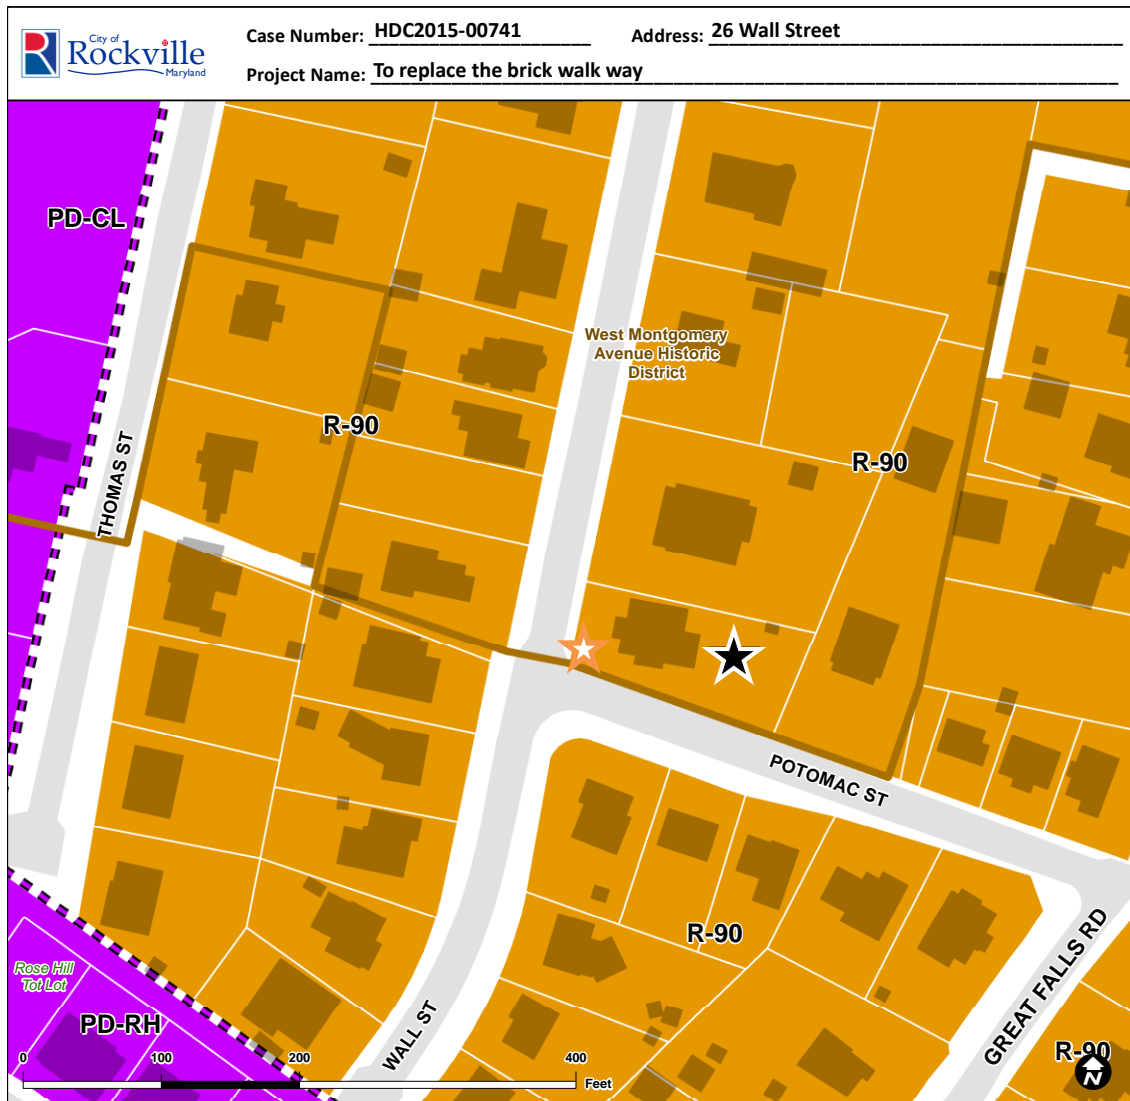 City of
Rockville
Maryland
Case Number: HDC2015-00741 Address: 26 Wall Street
Project Name: To replace the brick walk way
PD-CL
West Montgomery
Avenue Historic
District
R-90
R-90
THOMAS ST
POTOMAC ST
R-90
GREAT FALLS RD
Rose Hill
Tot Lot
PD-RH
WALL ST
R-90
0 100 200 400
Feet
N